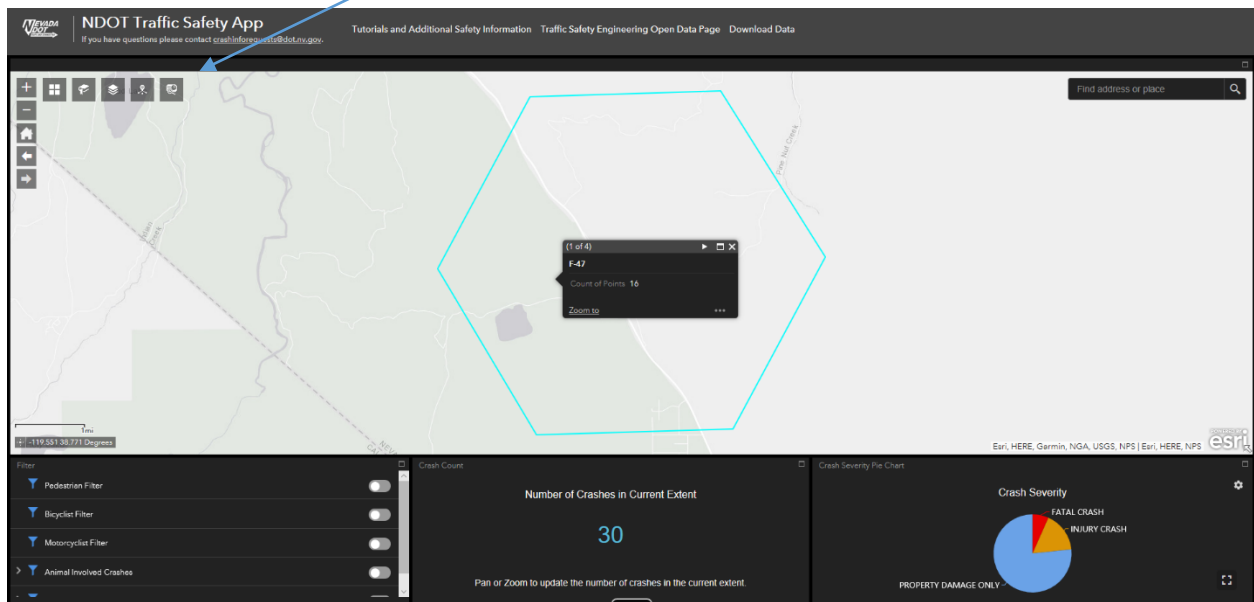 NEVADA
DOT
NDOT Traffic Safety App
If you have questions please contact crashinforequests@dot.nv.gov.
Tutorials and Additional Safety Information Traffic Safety Engineering Open Data Page Download Data
Find address or place
Pine Nut Creek
Indian Creek
(1 of 4)
F-47
Count of Points 16
Zoom to
1mi
-119.551 38.771 Degrees
Esri, HERE, Garmin, NGA, USGS, NPS | Esri, HERE, NPS
esri
Filter
Pedestrian Filter
Bicyclist Filter
Motorcyclist Filter
Animal Involved Crashes
Crash Count
Number of Crashes in Current Extent
30
Pan or Zoom to update the number of crashes in the current extent.
Crash Severity Pie Chart
Crash Severity
FATAL CRASH
INJURY CRASH
PROPERTY DAMAGE ONLY